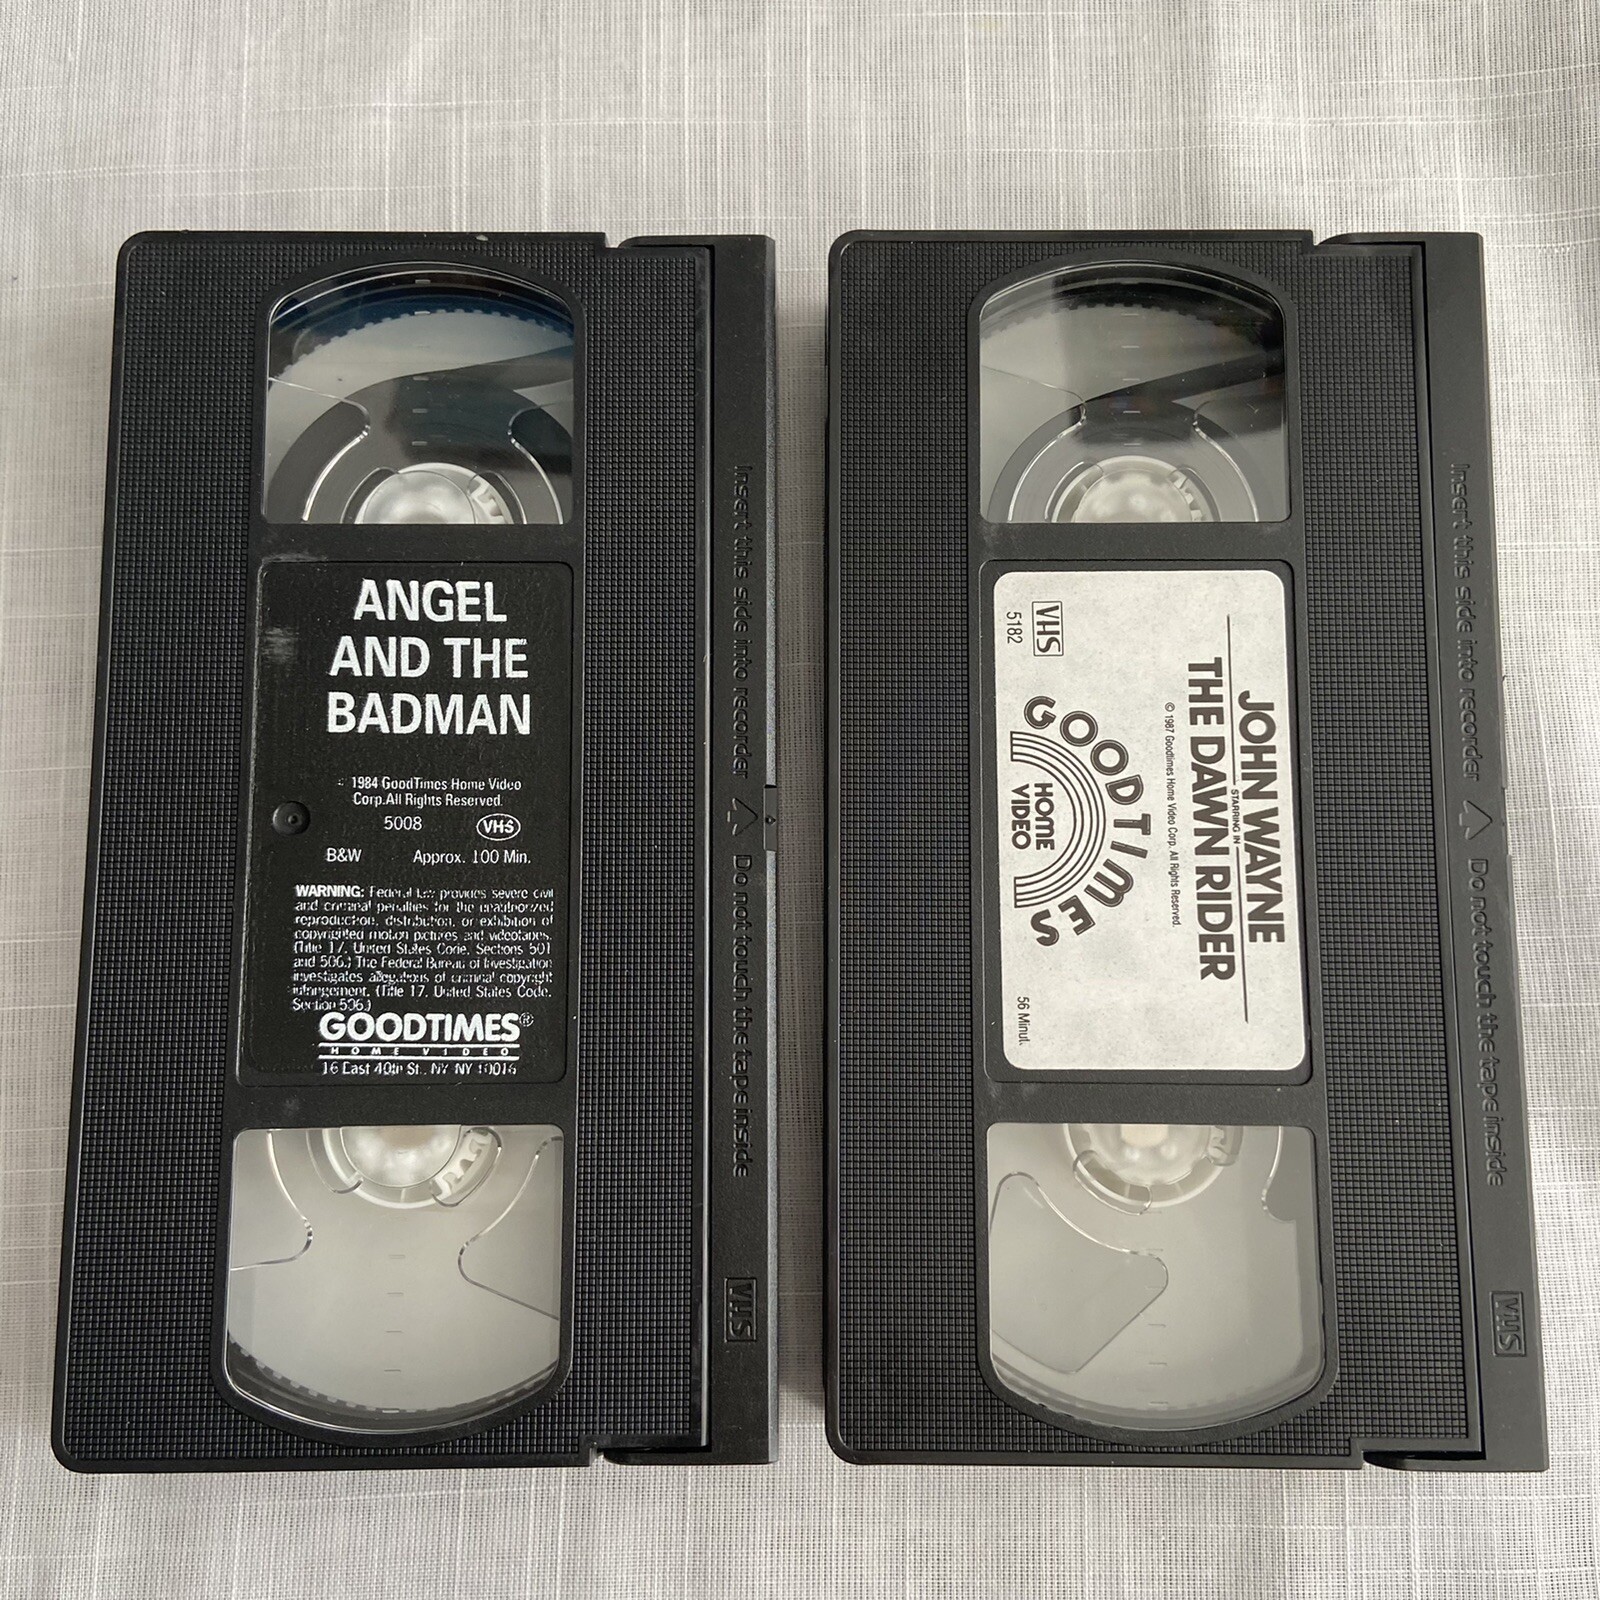 ANGEL
AND THE
BADMAN
© 1984 GoodTimes Home Video
Corp. All Rights Reserved.
5008 VHS
B&W Approx. 100 Min.
WARNING: Federal Law provides severe civil
and criminal penalties for the unauthorized
reproduction, distribution, or exhibition of
copyrighted motion pictures and videotapes.
(Title 17, United States Code, Sections 501
and 506.) The Federal Bureau of Investigation
investigates allegations of criminal copyright
infringement. (Title 17, United States Code,
Section 506.)
GOODTIMES®
HOME VIDEO
16 East 40th St., NY NY 10016
Insert this side into recorder
Do not touch the tape inside
VHS
JOHN WAYNE
STARRING IN
THE DAWN RIDER
© 1987 Goodtimes Home Video Corp. All Rights Reserved.
GOODTIMES
HOME
VIDEO
VHS
5182
56 Minut.
Insert this side into recorder
Do not touch the tape inside
VHS